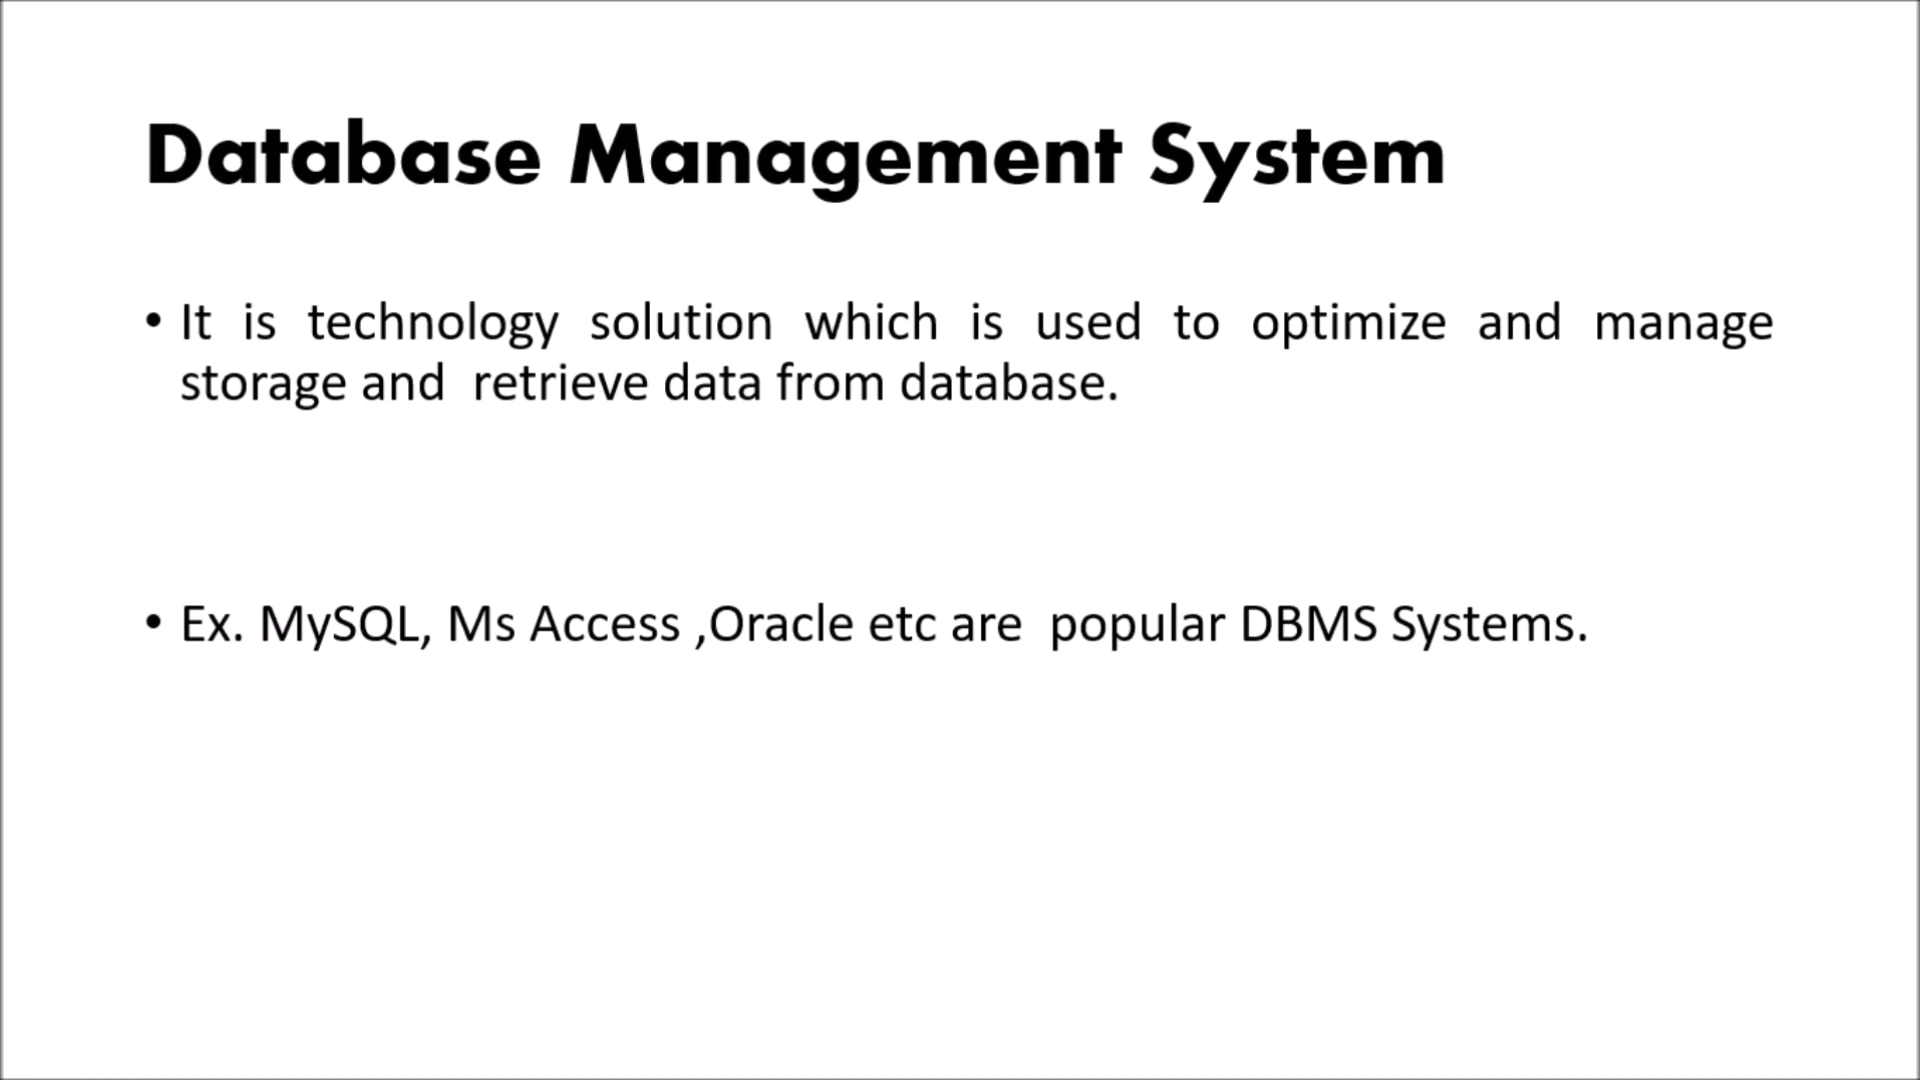 Database Management System
• It is technology solution which is used to optimize and manage
storage and  retrieve data from database.
• Ex. MySQL, Ms Access ,Oracle etc are  popular DBMS Systems.